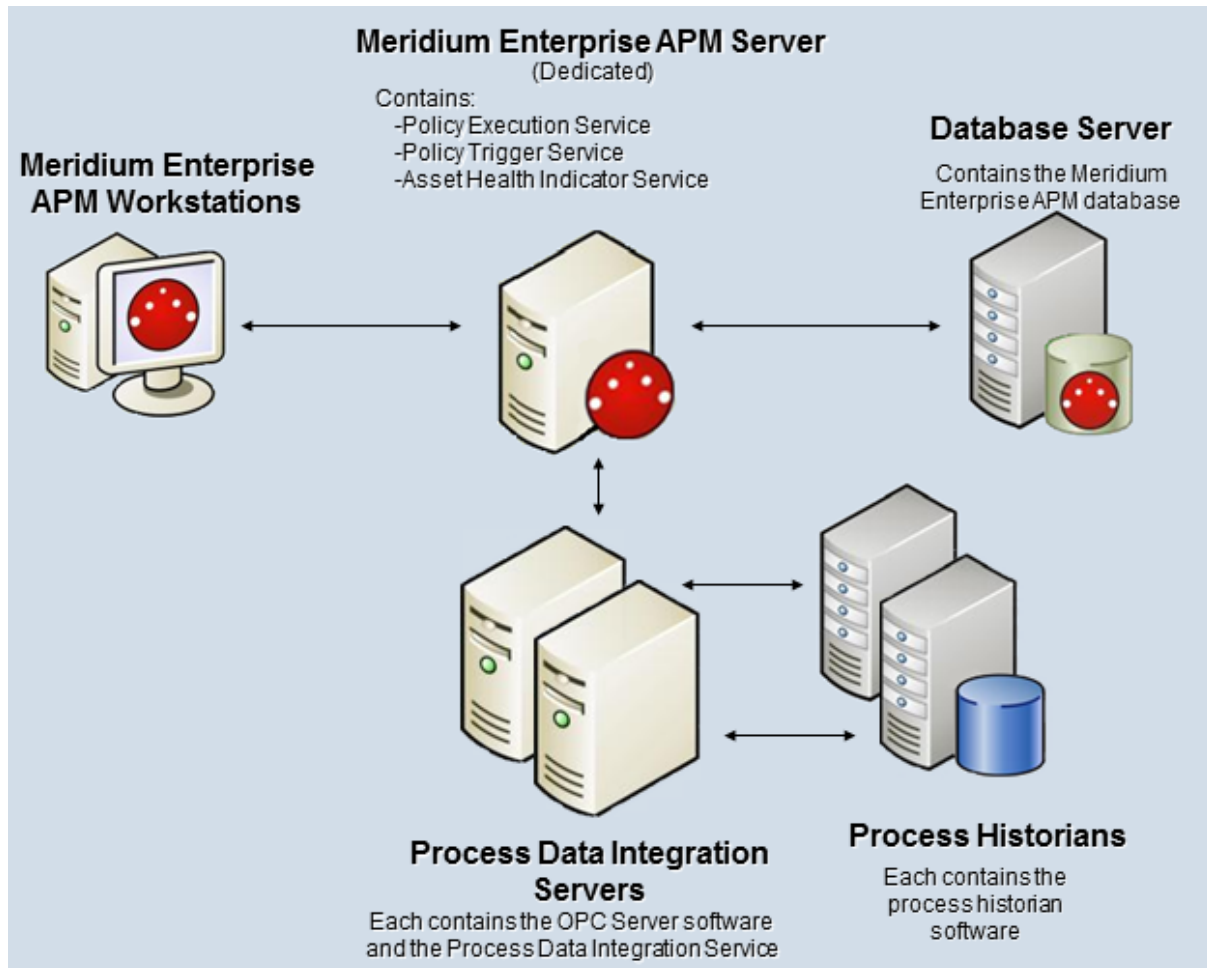 Meridium Enterprise APM Server
(Dedicated)
Contains:
-Policy Execution Service
-Policy Trigger Service
-Asset Health Indicator Service
Meridium Enterprise
APM Workstations
Database Server
Contains the Meridium
Enterprise APM database
Process Data Integration
Servers
Each contains the OPC Server software
and the Process Data Integration Service
Process Historians
Each contains the
process historian
software